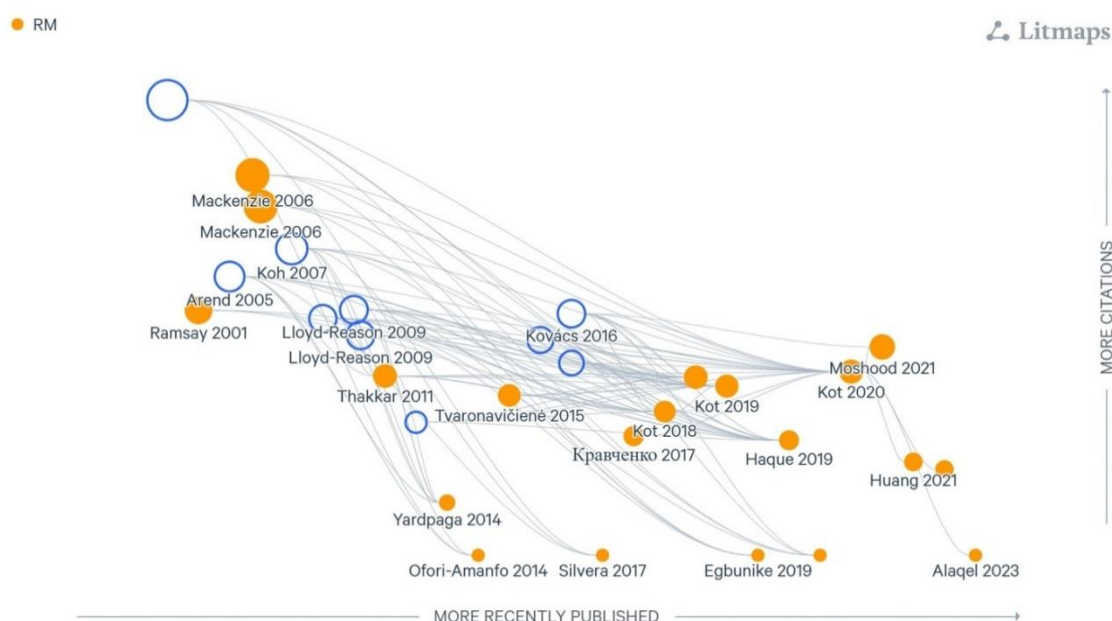 RM
Litmaps
Mackenzie 2006
Mackenzie 2006
Koh 2007
Arend 2005
Ramsay 2001
Lloyd-Reason 2009
Kovács 2016
Lloyd-Reason 2009
Moshood 2021
Thakkar 2011
Kot 2020
Kot 2019
Tvaronavičienė 2015
Kot 2018
Кравченко 2017
Haque 2019
Huang 2021
Yardpaga 2014
Ofori-Amanfo 2014
Silvera 2017
Egbunike 2019
Alaqel 2023
MORE RECENTLY PUBLISHED
MORE CITATIONS